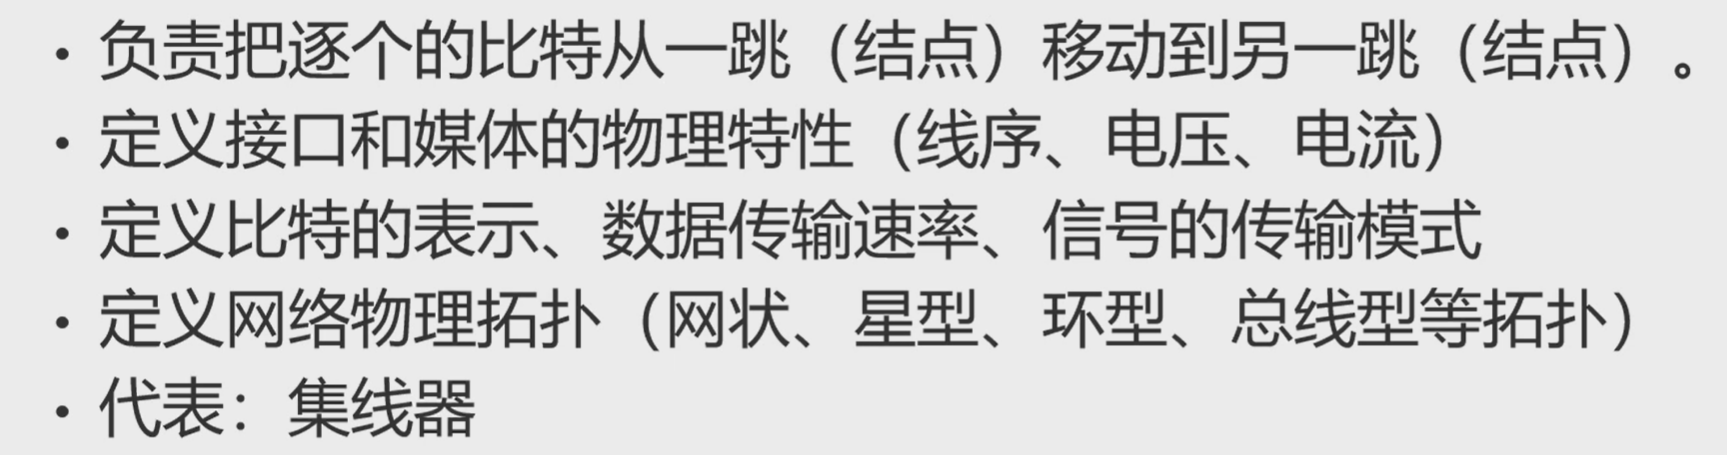 • 负责把逐个的比特从一跳（结点）移动到另一跳（结点）。
• 定义接口和媒体的物理特性（线序、电压、电流）
• 定义比特的表示、数据传输速率、信号的传输模式
• 定义网络物理拓扑（网状、星型、环型、总线型等拓扑）
• 代表：集线器